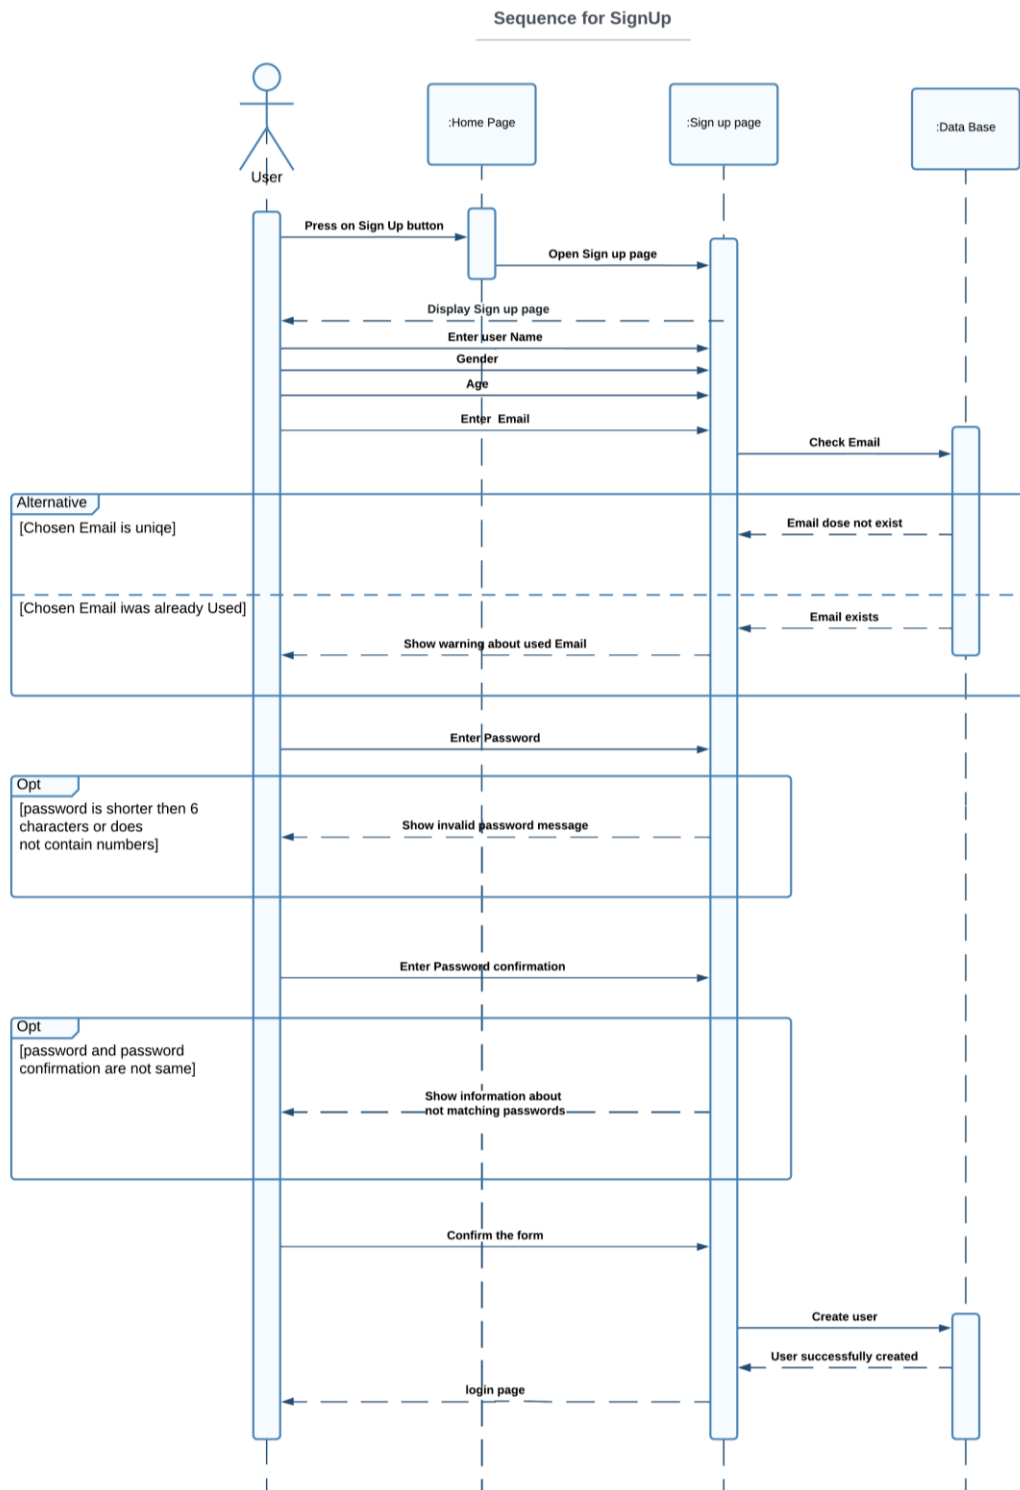 Sequence for SignUp
User
:Home Page
:Sign up page
:Data Base
Press on Sign Up button
Open Sign up page
Display Sign up page
Enter user Name
Gender
Age
Enter  Email
Check Email
Alternative
[Chosen Email is uniqe]
Email dose not exist
[Chosen Email iwas already Used]
Email exists
Show warning about used Email
Enter Password
Opt
[password is shorter then 6
characters or does
not contain numbers]
Show invalid password message
Enter Password confirmation
Opt
[password and password
confirmation are not same]
Show information about
not matching passwords
Confirm the form
Create user
User successfully created
login page